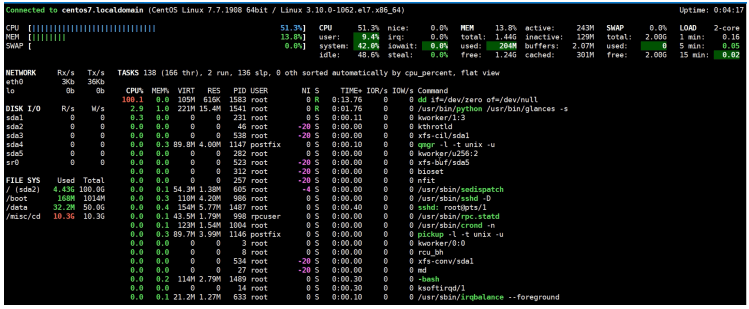 Connected to centos7.localdomain (CentOS Linux 7.7.1908 64bit / Linux 3.10.0-1062.el7.x86_64) Uptime: 0:04:17
CPU [|||||||||||||||||||||||||||| 51.3%] CPU 51.3% nice: 0.0% MEM 13.8% active: 243M SWAP 0.0% LOAD 2-core
MEM [|||||||| 13.8%] user: 9.4% irq: 0.0% total: 1.44G inactive: 129M total: 2.00G 1 min: 0.16
SWAP [ 0.0%] system: 42.0% iowait: 0.0% used: 204M buffers: 2.07M used: 0 5 min: 0.05
idle: 48.6% steal: 0.0% free: 1.24G cached: 301M free: 2.00G 15 min: 0.02
NETWORK Rx/s Tx/s TASKS 138 (166 thr), 2 run, 136 slp, 0 oth sorted automatically by cpu_percent, flat view
eth0 3Kb 36Kb
lo 0b 0b CPU% MEM% VIRT RES PID USER NI S TIME+ IOR/s IOW/s Command
100.1 0.0 105M 616K 1583 root 0 R 0:13.76 0 0 dd if=/dev/zero of=/dev/null
DISK I/O R/s W/s 2.9 1.0 221M 15.4M 1541 root 0 R 0:01.76 0 0 /usr/bin/python /usr/bin/glances -s
sda1 0 0 0.3 0.0 0 0 231 root 0 S 0:00.11 0 0 kworker/1:3
sda2 0 0 0.0 0.0 0 0 46 root -20 S 0:00.00 0 0 kthrotld
sda3 0 0 0.0 0.0 0 0 538 root -20 S 0:00.00 0 0 xfs-cil/sda1
sda4 0 0 0.0 0.3 89.8M 4.00M 1147 postfix 0 S 0:00.10 0 0 qmgr -l -t unix -u
sda5 0 0 0.0 0.0 0 0 282 root 0 S 0:00.00 0 0 kworker/u256:2
sr0 0 0 0.0 0.0 0 0 523 root -20 S 0:00.00 0 0 xfs-buf/sda5
0.0 0.0 0 0 312 root -20 S 0:00.00 0 0 bioset
FILE SYS Used Total 0.0 0.0 0 0 257 root -20 S 0:00.00 0 0 nfit
/ (sda2) 4.43G 100.0G 0.0 0.1 54.3M 1.38M 605 root -4 S 0:00.00 0 0 /usr/sbin/sedispatch
/boot 168M 1014M 0.0 0.3 110M 4.20M 986 root 0 S 0:00.00 0 0 /usr/sbin/sshd -D
/data 32.2M 50.0G 0.0 0.4 154M 5.77M 1487 root 0 S 0:00.40 0 0 sshd: root@pts/1
/misc/cd 10.3G 10.3G 0.0 0.1 43.5M 1.79M 998 rpcuser 0 S 0:00.00 0 0 /usr/sbin/rpc.statd
0.0 0.1 123M 1.54M 1004 root 0 S 0:00.00 0 0 /usr/sbin/crond -n
0.0 0.3 89.7M 3.99M 1146 postfix 0 S 0:00.00 0 0 pickup -l -t unix -u
0.0 0.0 0 0 3 root 0 S 0:00.00 0 0 kworker/0:0
0.0 0.0 0 0 8 root 0 S 0:00.00 0 0 rcu_bh
0.0 0.0 0 0 534 root -20 S 0:00.00 0 0 xfs-conv/sda1
0.0 0.0 0 0 27 root -20 S 0:00.00 0 0 md
0.0 0.2 114M 2.79M 1489 root 0 S 0:00.30 0 0 -bash
0.0 0.0 0 0 14 root 0 S 0:00.10 0 0 ksoftirqd/1
0.0 0.1 21.2M 1.27M 633 root 0 S 0:00.10 0 0 /usr/sbin/irqbalance --foreground